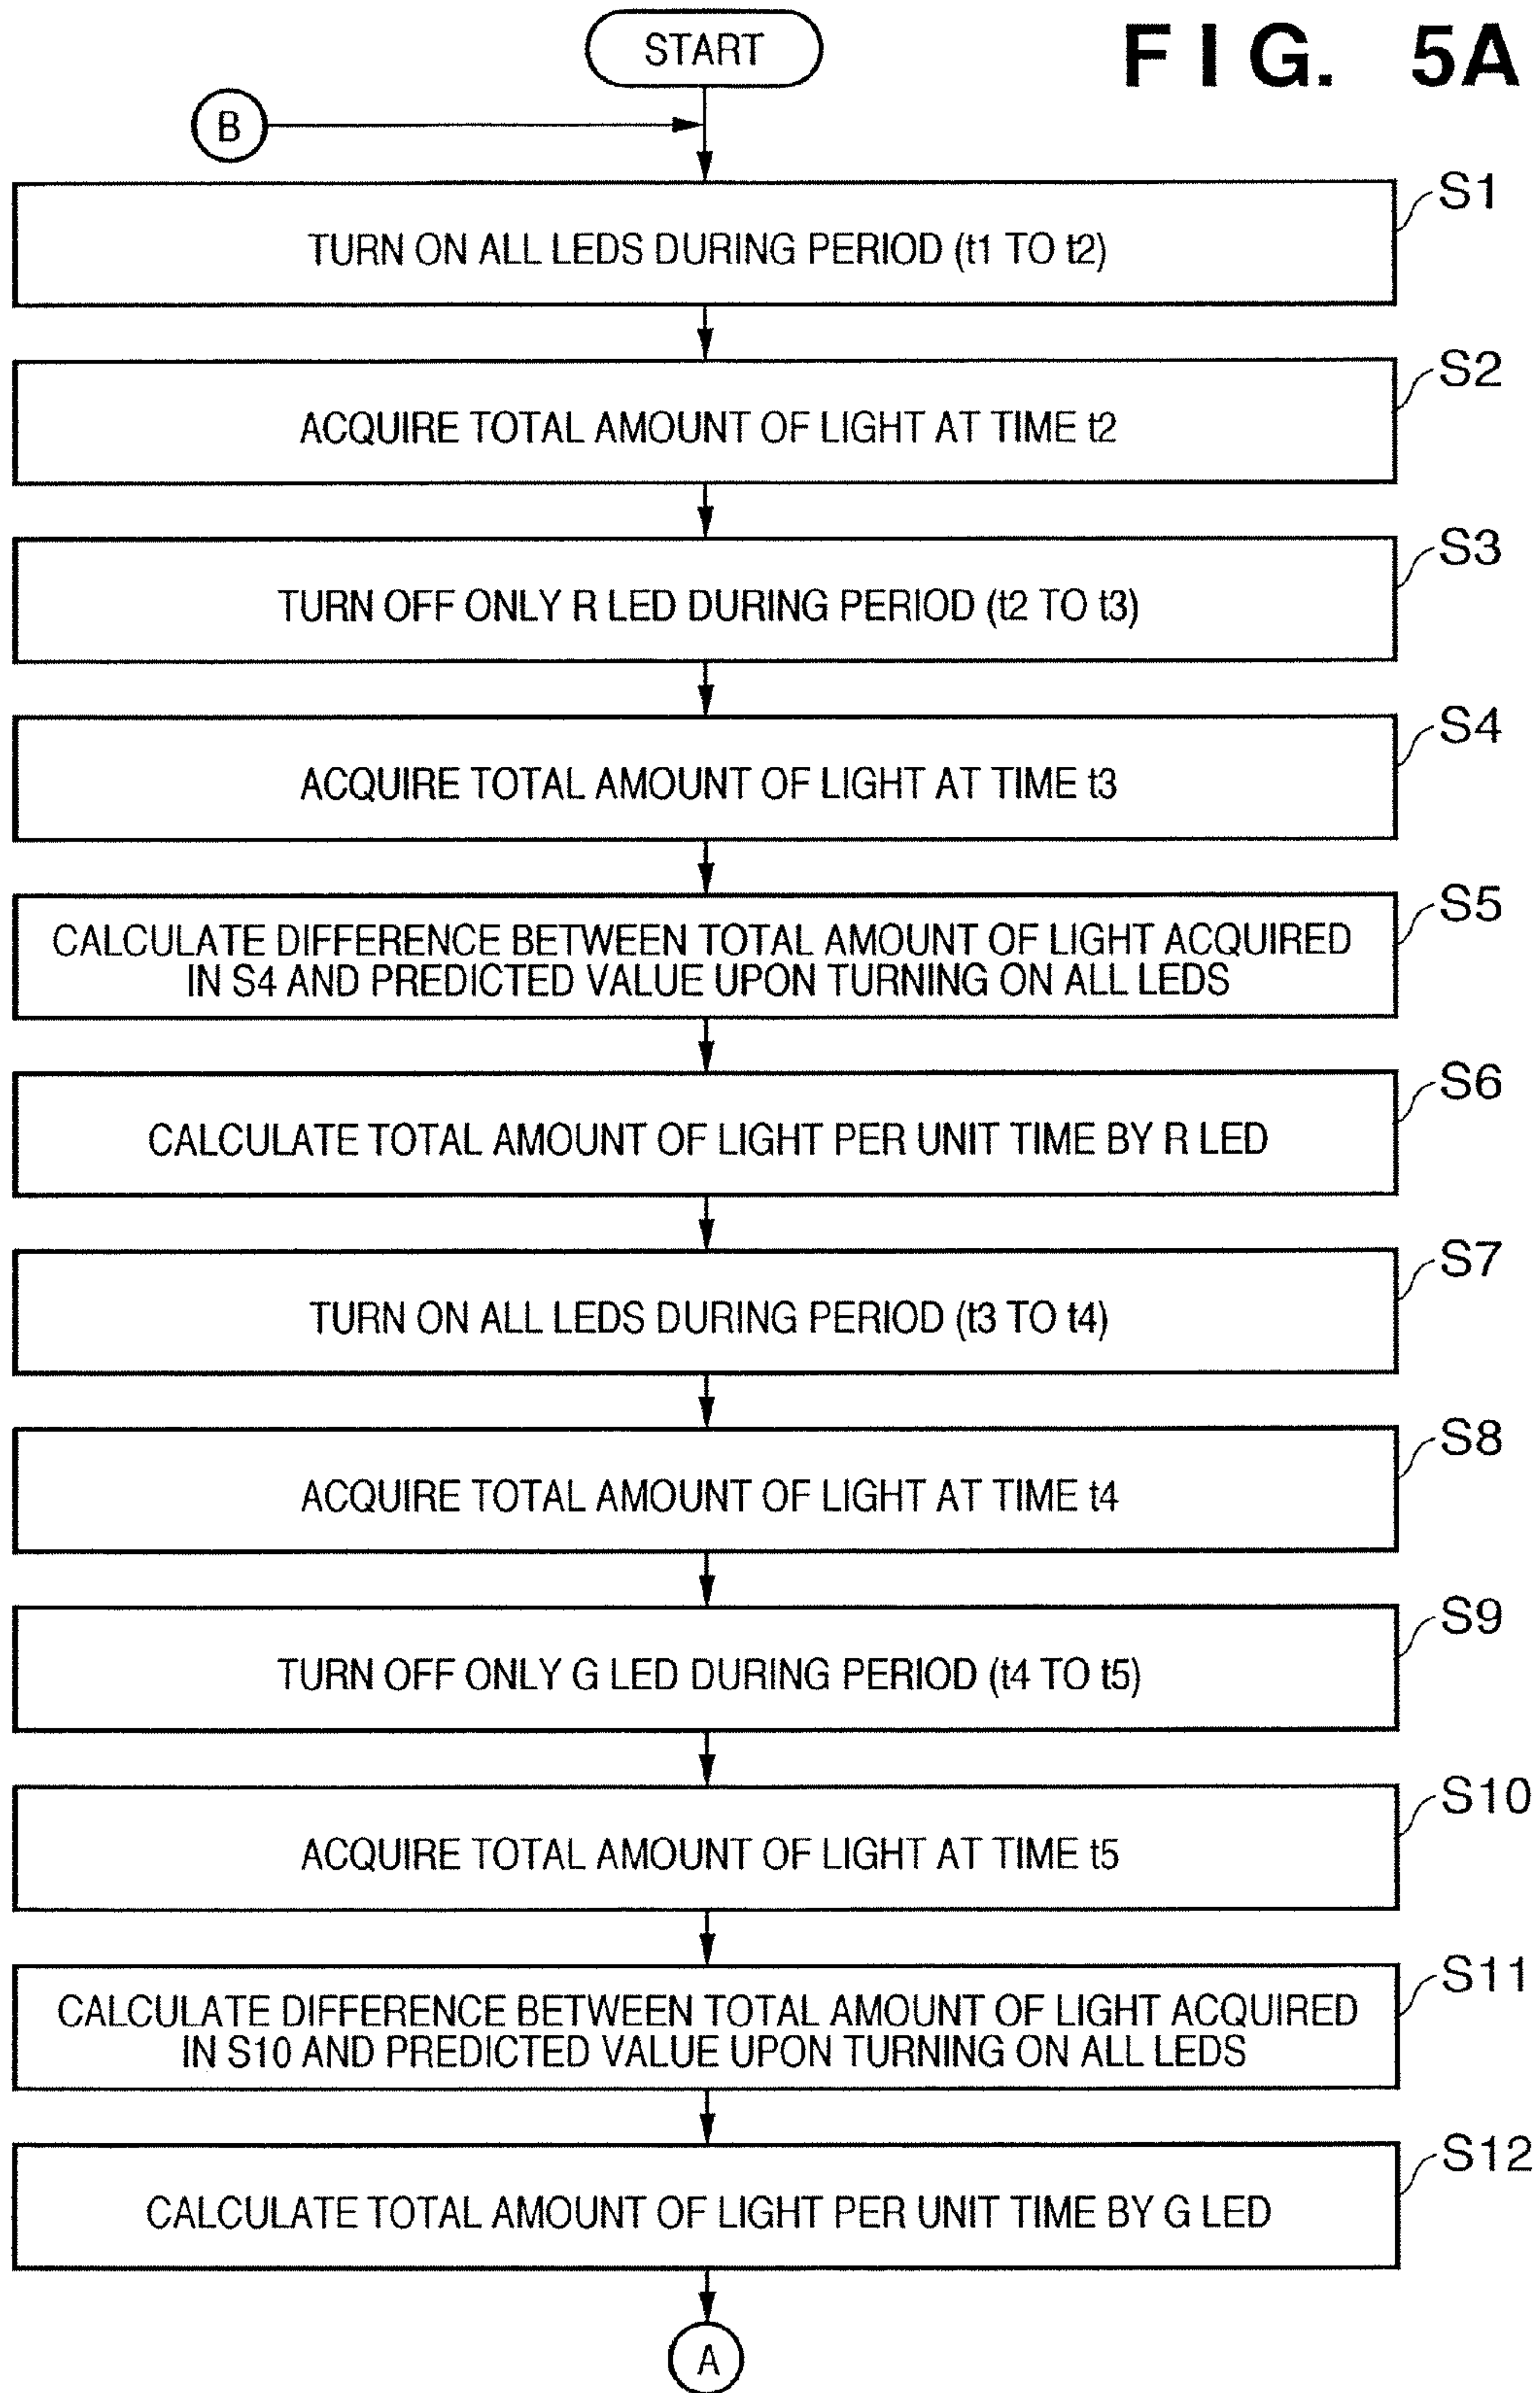 START
FIG. 5A
B
S1
TURN ON ALL LEDS DURING PERIOD (t1 TO t2)
S2
ACQUIRE TOTAL AMOUNT OF LIGHT AT TIME t2
S3
TURN OFF ONLY R LED DURING PERIOD (t2 TO t3)
S4
ACQUIRE TOTAL AMOUNT OF LIGHT AT TIME t3
S5
CALCULATE DIFFERENCE BETWEEN TOTAL AMOUNT OF LIGHT ACQUIRED
IN S4 AND PREDICTED VALUE UPON TURNING ON ALL LEDS
S6
CALCULATE TOTAL AMOUNT OF LIGHT PER UNIT TIME BY R LED
S7
TURN ON ALL LEDS DURING PERIOD (t3 TO t4)
S8
ACQUIRE TOTAL AMOUNT OF LIGHT AT TIME t4
S9
TURN OFF ONLY G LED DURING PERIOD (t4 TO t5)
S10
ACQUIRE TOTAL AMOUNT OF LIGHT AT TIME t5
S11
CALCULATE DIFFERENCE BETWEEN TOTAL AMOUNT OF LIGHT ACQUIRED
IN S10 AND PREDICTED VALUE UPON TURNING ON ALL LEDS
S12
CALCULATE TOTAL AMOUNT OF LIGHT PER UNIT TIME BY G LED
A